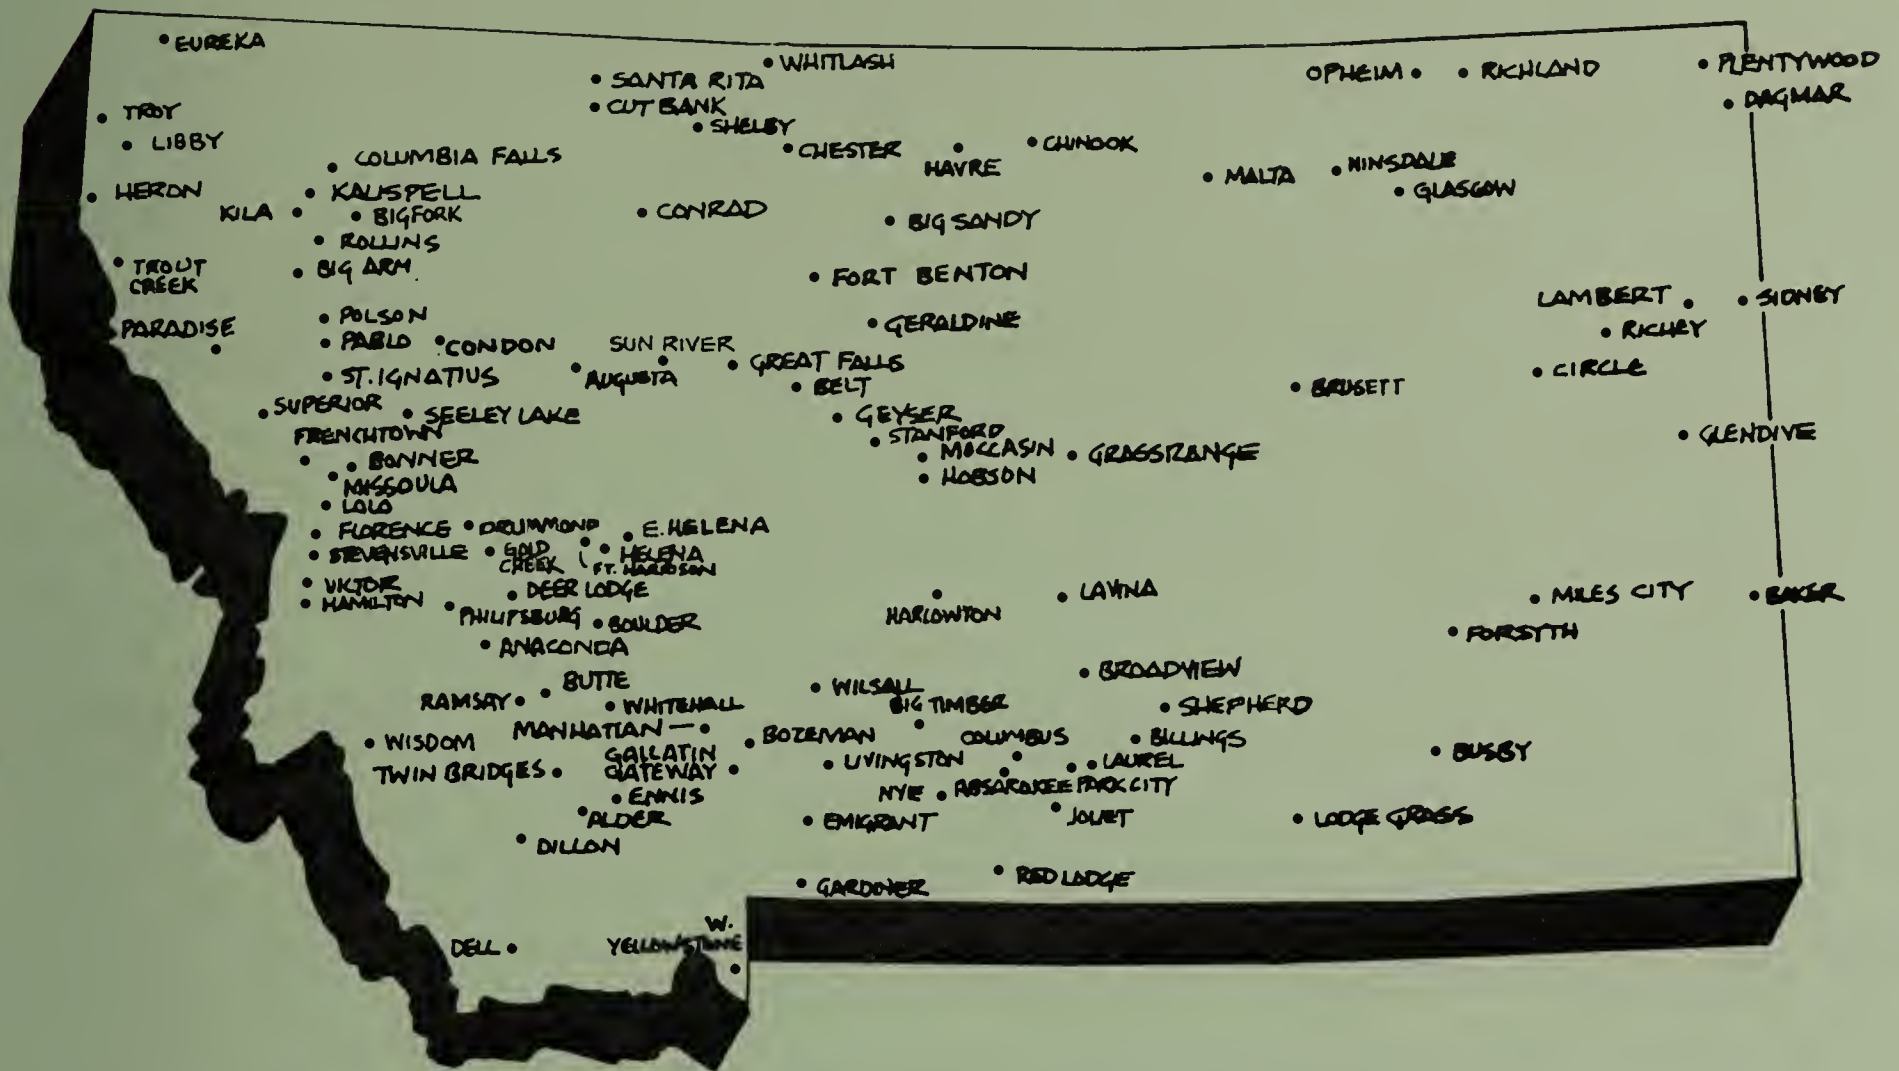 EUREKA
WHITLASH
SANTA RITA
CUT BANK
SHELBY
OPHEIM
RICHLAND
PLENTYWOOD
DAGMAR
TROY
LIBBY
COLUMBIA FALLS
CHESTER
HAVRE
CHINOOK
MALTA
HINSDALE
GLASGOW
HERON
KALISPELL
KILA
BIGFORK
ROLLINS
BIG ARM
CONRAD
BIG SANDY
TROUT
CREEK
FORT BENTON
LAMBERT
SIDNEY
RICHEY
PARADISE
POLSON
PABLO
CONDON
SUN RIVER
GERALDINE
ST. IGNATIUS
AUGUSTA
GREAT FALLS
BELT
BRUSETT
CIRCLE
SUPERIOR
SEELEY LAKE
GEYSER
FRENCHTOWN
STANFORD
MOCCASIN
GRASSRANGE
GLENDIVE
BONNER
HOBSON
MISSOULA
LOLO
FLORENCE
DRUMMOND
E. HELENA
STEVENSVILLE
GOLD
CREEK
HELENA
FT. HARRISON
VICTOR
HAMILTON
DEER LODGE
PHILIPSBURG
BOULDER
HARLOWTON
LAVINA
MILES CITY
BAKER
FORSYTH
ANACONDA
BUTTE
RAMSAY
WHITEHALL
WILSALL
BIG TIMBER
BROADVIEW
SHEPHERD
MANHATTAN
WISDOM
GALLATIN
GATEWAY
BOZEMAN
COLUMBUS
BILLINGS
BUSBY
TWIN BRIDGES
LIVINGSTON
LAUREL
ENNIS
NYE
ABSAROKEE
PARK CITY
ALDER
EMIGRANT
JOLIET
LODGE GRASS
DILLON
GARDINER
RED LODGE
DELL
W.
YELLOWSTONE